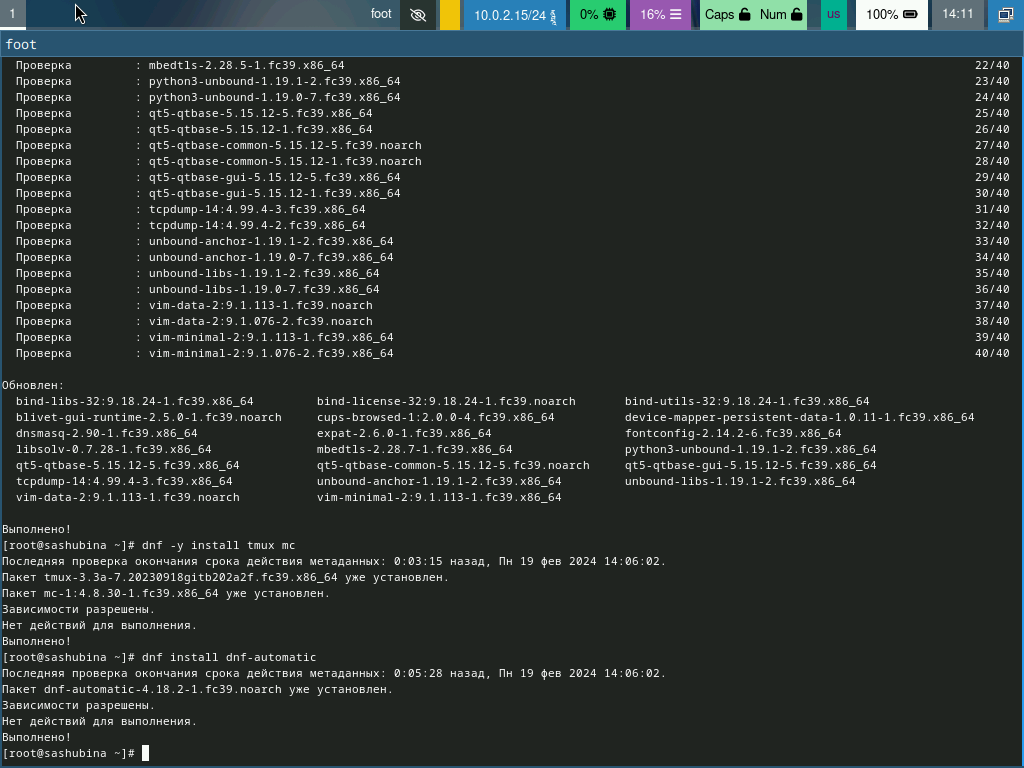 1 foot 10.0.2.15/24 0% 16% Caps Num us 100% 14:11
foot
Проверка : mbedtls-2.28.5-1.fc39.x86_64 22/40
Проверка : python3-unbound-1.19.1-2.fc39.x86_64 23/40
Проверка : python3-unbound-1.19.0-7.fc39.x86_64 24/40
Проверка : qt5-qtbase-5.15.12-5.fc39.x86_64 25/40
Проверка : qt5-qtbase-5.15.12-1.fc39.x86_64 26/40
Проверка : qt5-qtbase-common-5.15.12-5.fc39.noarch 27/40
Проверка : qt5-qtbase-common-5.15.12-1.fc39.noarch 28/40
Проверка : qt5-qtbase-gui-5.15.12-5.fc39.x86_64 29/40
Проверка : qt5-qtbase-gui-5.15.12-1.fc39.x86_64 30/40
Проверка : tcpdump-14:4.99.4-3.fc39.x86_64 31/40
Проверка : tcpdump-14:4.99.4-2.fc39.x86_64 32/40
Проверка : unbound-anchor-1.19.1-2.fc39.x86_64 33/40
Проверка : unbound-anchor-1.19.0-7.fc39.x86_64 34/40
Проверка : unbound-libs-1.19.1-2.fc39.x86_64 35/40
Проверка : unbound-libs-1.19.0-7.fc39.x86_64 36/40
Проверка : vim-data-2:9.1.113-1.fc39.noarch 37/40
Проверка : vim-data-2:9.1.076-2.fc39.noarch 38/40
Проверка : vim-minimal-2:9.1.113-1.fc39.x86_64 39/40
Проверка : vim-minimal-2:9.1.076-2.fc39.x86_64 40/40
Обновлен:
bind-libs-32:9.18.24-1.fc39.x86_64 bind-license-32:9.18.24-1.fc39.noarch bind-utils-32:9.18.24-1.fc39.x86_64
blivet-gui-runtime-2.5.0-1.fc39.noarch cups-browsed-1:2.0.0-4.fc39.x86_64 device-mapper-persistent-data-1.0.11-1.fc39.x86_64
dnsmasq-2.90-1.fc39.x86_64 expat-2.6.0-1.fc39.x86_64 fontconfig-2.14.2-6.fc39.x86_64
libsolv-0.7.28-1.fc39.x86_64 mbedtls-2.28.7-1.fc39.x86_64 python3-unbound-1.19.1-2.fc39.x86_64
qt5-qtbase-5.15.12-5.fc39.x86_64 qt5-qtbase-common-5.15.12-5.fc39.noarch qt5-qtbase-gui-5.15.12-5.fc39.x86_64
tcpdump-14:4.99.4-3.fc39.x86_64 unbound-anchor-1.19.1-2.fc39.x86_64 unbound-libs-1.19.1-2.fc39.x86_64
vim-data-2:9.1.113-1.fc39.noarch vim-minimal-2:9.1.113-1.fc39.x86_64
Выполнено!
[root@sashubina ~]# dnf -y install tmux mc
Последняя проверка окончания срока действия метаданных: 0:03:15 назад, Пн 19 фев 2024 14:06:02.
Пакет tmux-3.3a-7.20230918gitb202a2f.fc39.x86_64 уже установлен.
Пакет mc-1:4.8.30-1.fc39.x86_64 уже установлен.
Зависимости разрешены.
Нет действий для выполнения.
Выполнено!
[root@sashubina ~]# dnf install dnf-automatic
Последняя проверка окончания срока действия метаданных: 0:05:28 назад, Пн 19 фев 2024 14:06:02.
Пакет dnf-automatic-4.18.2-1.fc39.noarch уже установлен.
Зависимости разрешены.
Нет действий для выполнения.
Выполнено!
[root@sashubina ~]#